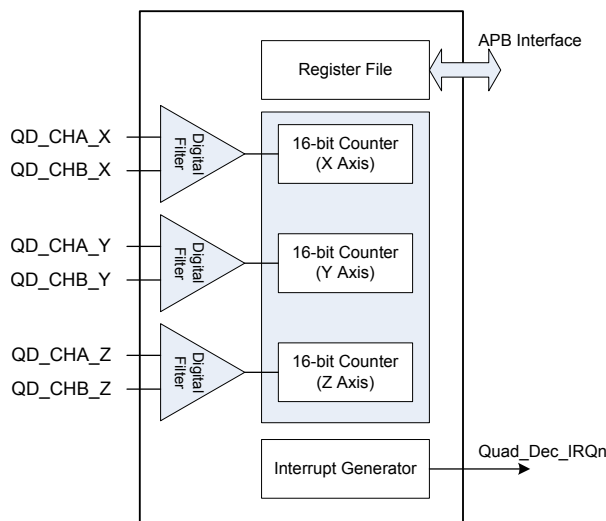 APB Interface
Register File
QD_CHA_X
QD_CHB_X
Digital
Filter
16-bit Counter
(X Axis)
QD_CHA_Y
QD_CHB_Y
Digital
Filter
16-bit Counter
(Y Axis)
QD_CHA_Z
QD_CHB_Z
Digital
Filter
16-bit Counter
(Z Axis)
Interrupt Generator
Quad_Dec_IRQn